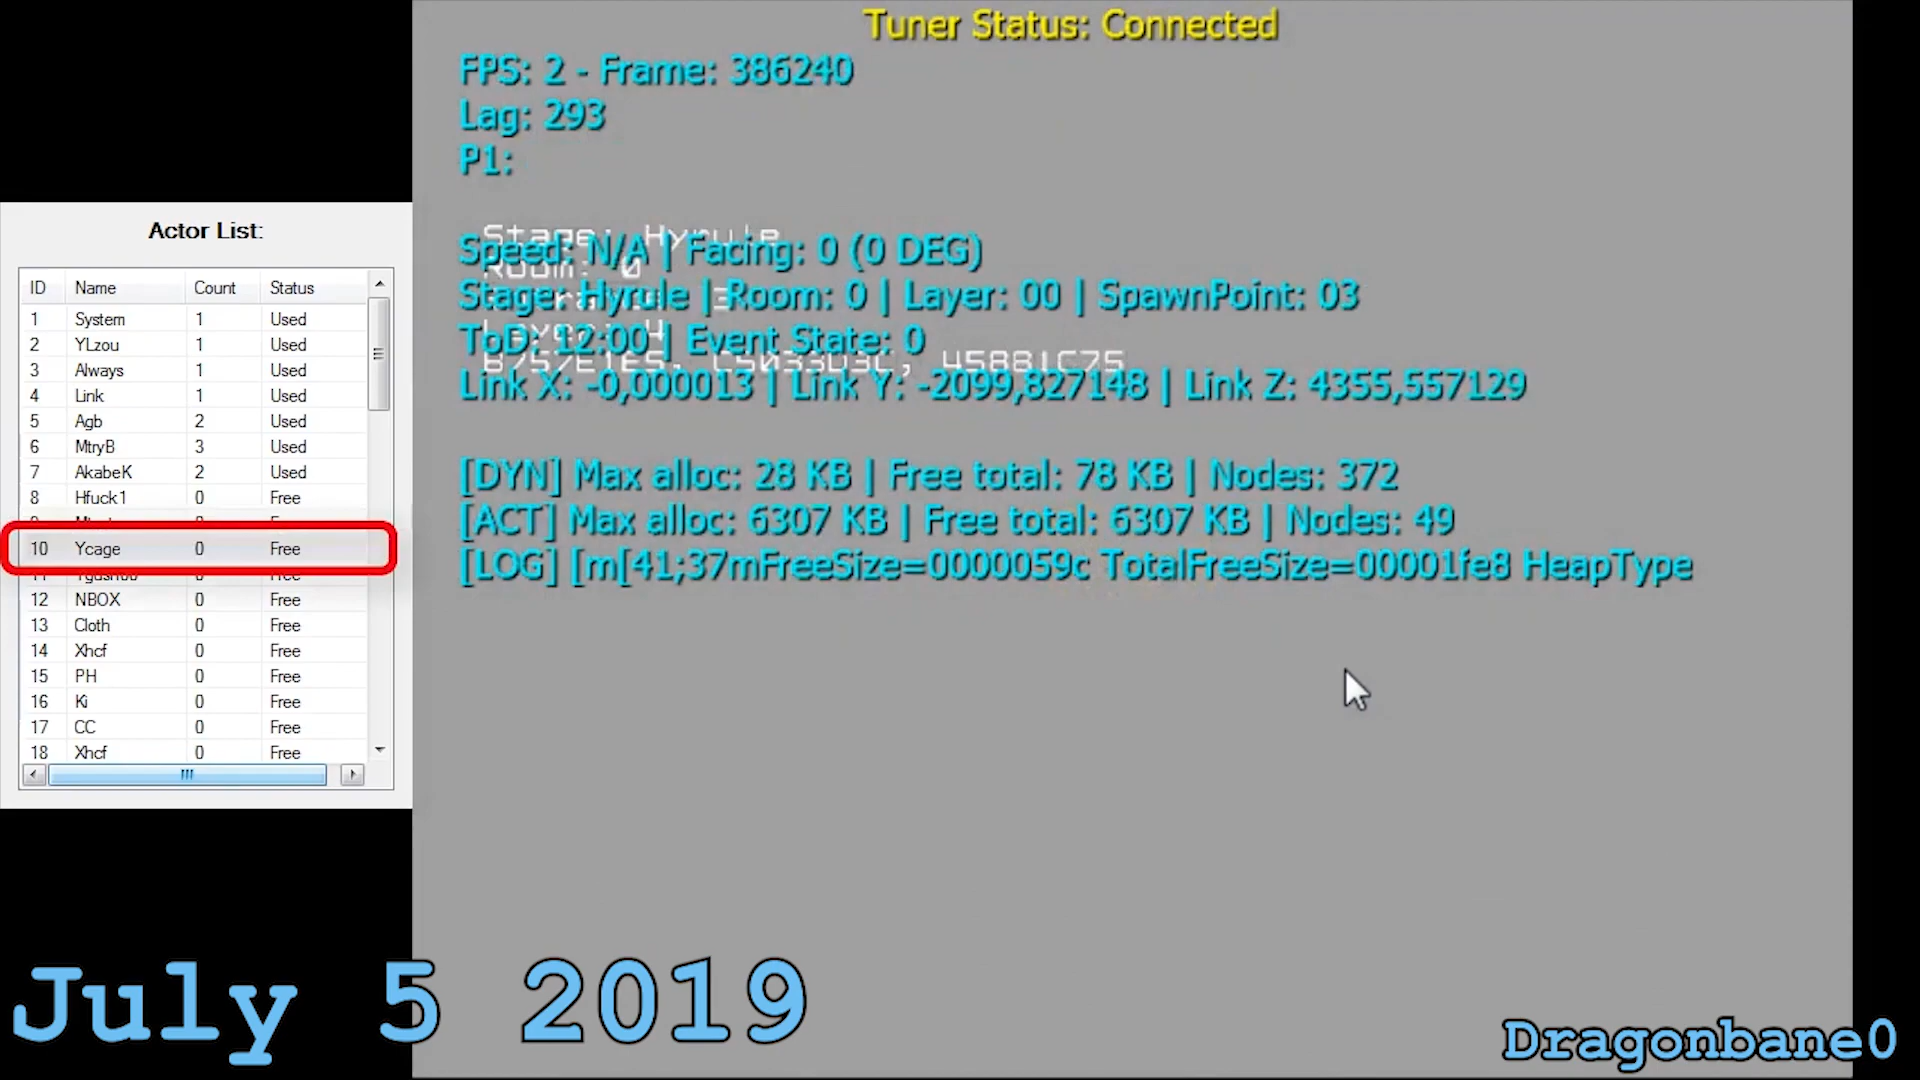 Tuner Status: Connected
FPS: 2 - Frame: 386240
Lag: 293
P1:
Stage: Hyrule
Speed: N/A | Facing: 0 (0 DEG)
Room: 0
Stage: Hyrule | Room: 0 | Layer: 00 | SpawnPoint: 03
ToD: 12:00 | Event State: 0
B757E1E5, C5033D3C, 45881C75
Link X: -0,000013 | Link Y: -2099,827148 | Link Z: 4355,557129
[DYN] Max alloc: 28 KB | Free total: 78 KB | Nodes: 372
[ACT] Max alloc: 6307 KB | Free total: 6307 KB | Nodes: 49
[LOG] [m[41;37mFreeSize=0000059c TotalFreeSize=00001fe8 HeapType
Actor List:
ID Name Count Status
1 System 1 Used
2 YLzou 1 Used
3 Always 1 Used
4 Link 1 Used
5 Agb 2 Used
6 MtryB 3 Used
7 AkabeK 2 Used
8 Hfuck1 0 Free
10 Ycage 0 Free
12 NBOX 0 Free
13 Cloth 0 Free
14 Xhcf 0 Free
15 PH 0 Free
16 Ki 0 Free
17 CC 0 Free
18 Xhcf 0 Free
July 5 2019
Dragonbane0